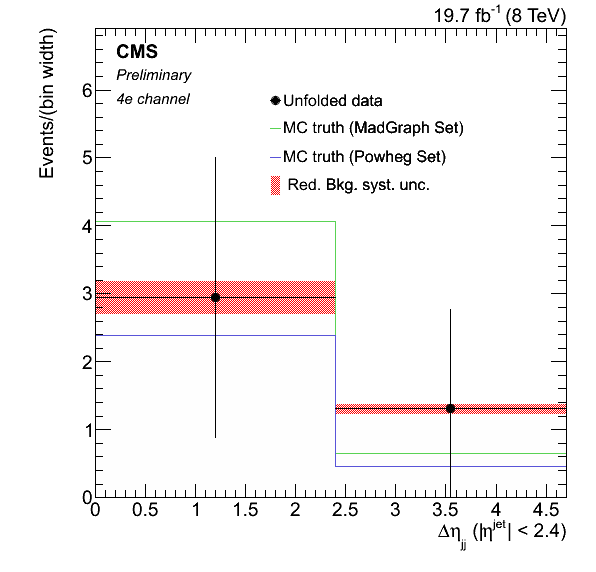 19.7 fb⁻¹ (8 TeV)
CMS
Preliminary
4e channel
Unfolded data
MC truth (MadGraph Set)
MC truth (Powheg Set)
Red. Bkg. syst. unc.
Events/(bin width)
6
5
4
3
2
1
0
0 0.5 1 1.5 2 2.5 3 3.5 4 4.5
Δη_jj (|η^jet| < 2.4)